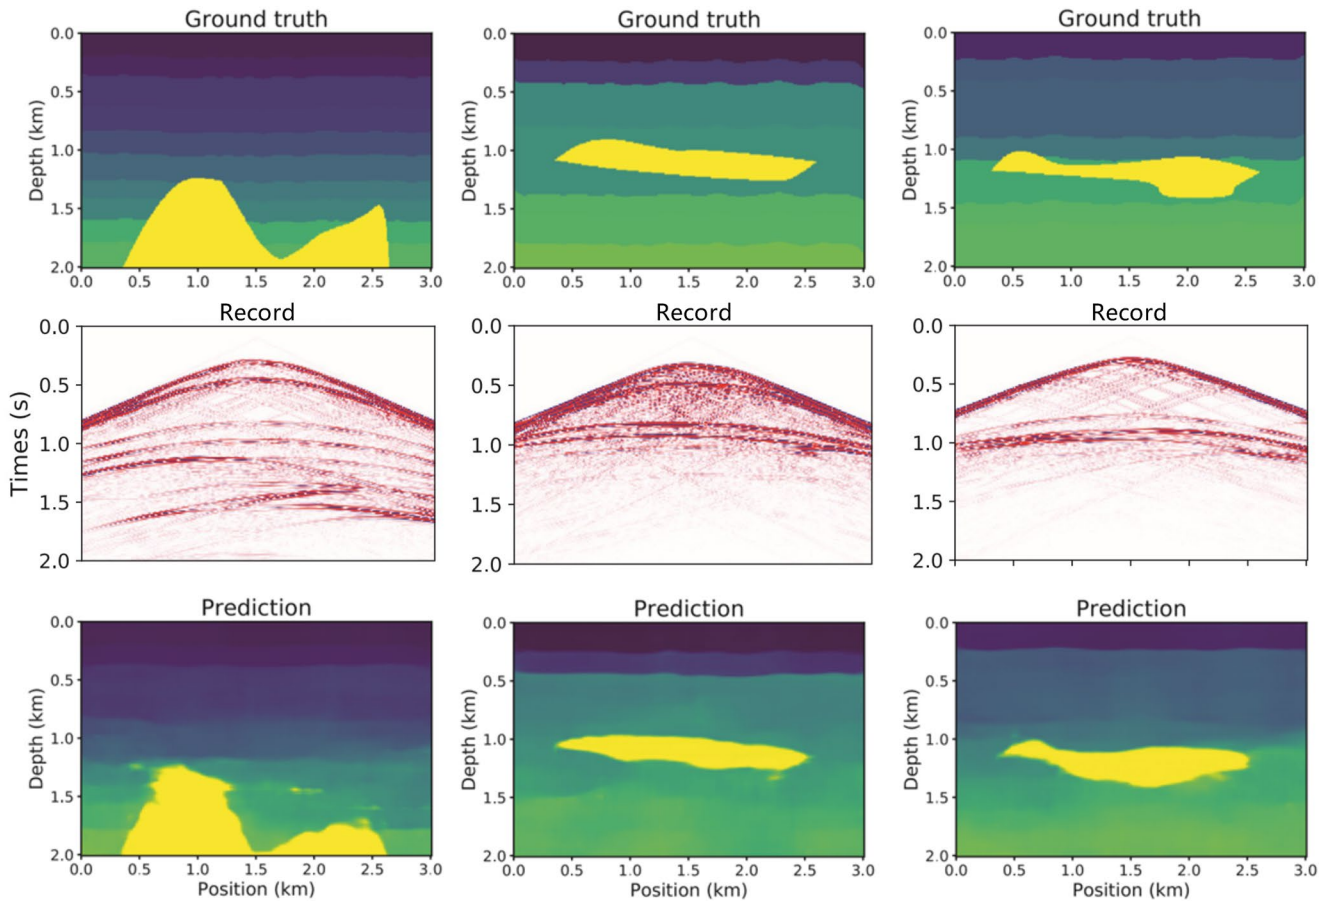 Ground truth Ground truth Ground truth
0.0 0.0 0.0
0.5 0.5 0.5
Depth (km) Depth (km) Depth (km)
1.0 1.0 1.0
1.5 1.5 1.5
2.0 2.0 2.0
0.0 0.5 1.0 1.5 2.0 2.5 3.0 0.0 0.5 1.0 1.5 2.0 2.5 3.0 0.0 0.5 1.0 1.5 2.0 2.5 3.0
Record Record Record
0.0 0.0 0.0
0.5 0.5 0.5
Times (s)
1.0 1.0 1.0
1.5 1.5 1.5
2.0 2.0 2.0
Prediction Prediction Prediction
0.0 0.0 0.0
0.5 0.5 0.5
Depth (km) Depth (km) Depth (km)
1.0 1.0 1.0
1.5 1.5 1.5
2.0 2.0 2.0
0.0 0.5 1.0 1.5 2.0 2.5 3.0 0.0 0.5 1.0 1.5 2.0 2.5 3.0 0.0 0.5 1.0 1.5 2.0 2.5 3.0
Position (km) Position (km) Position (km)